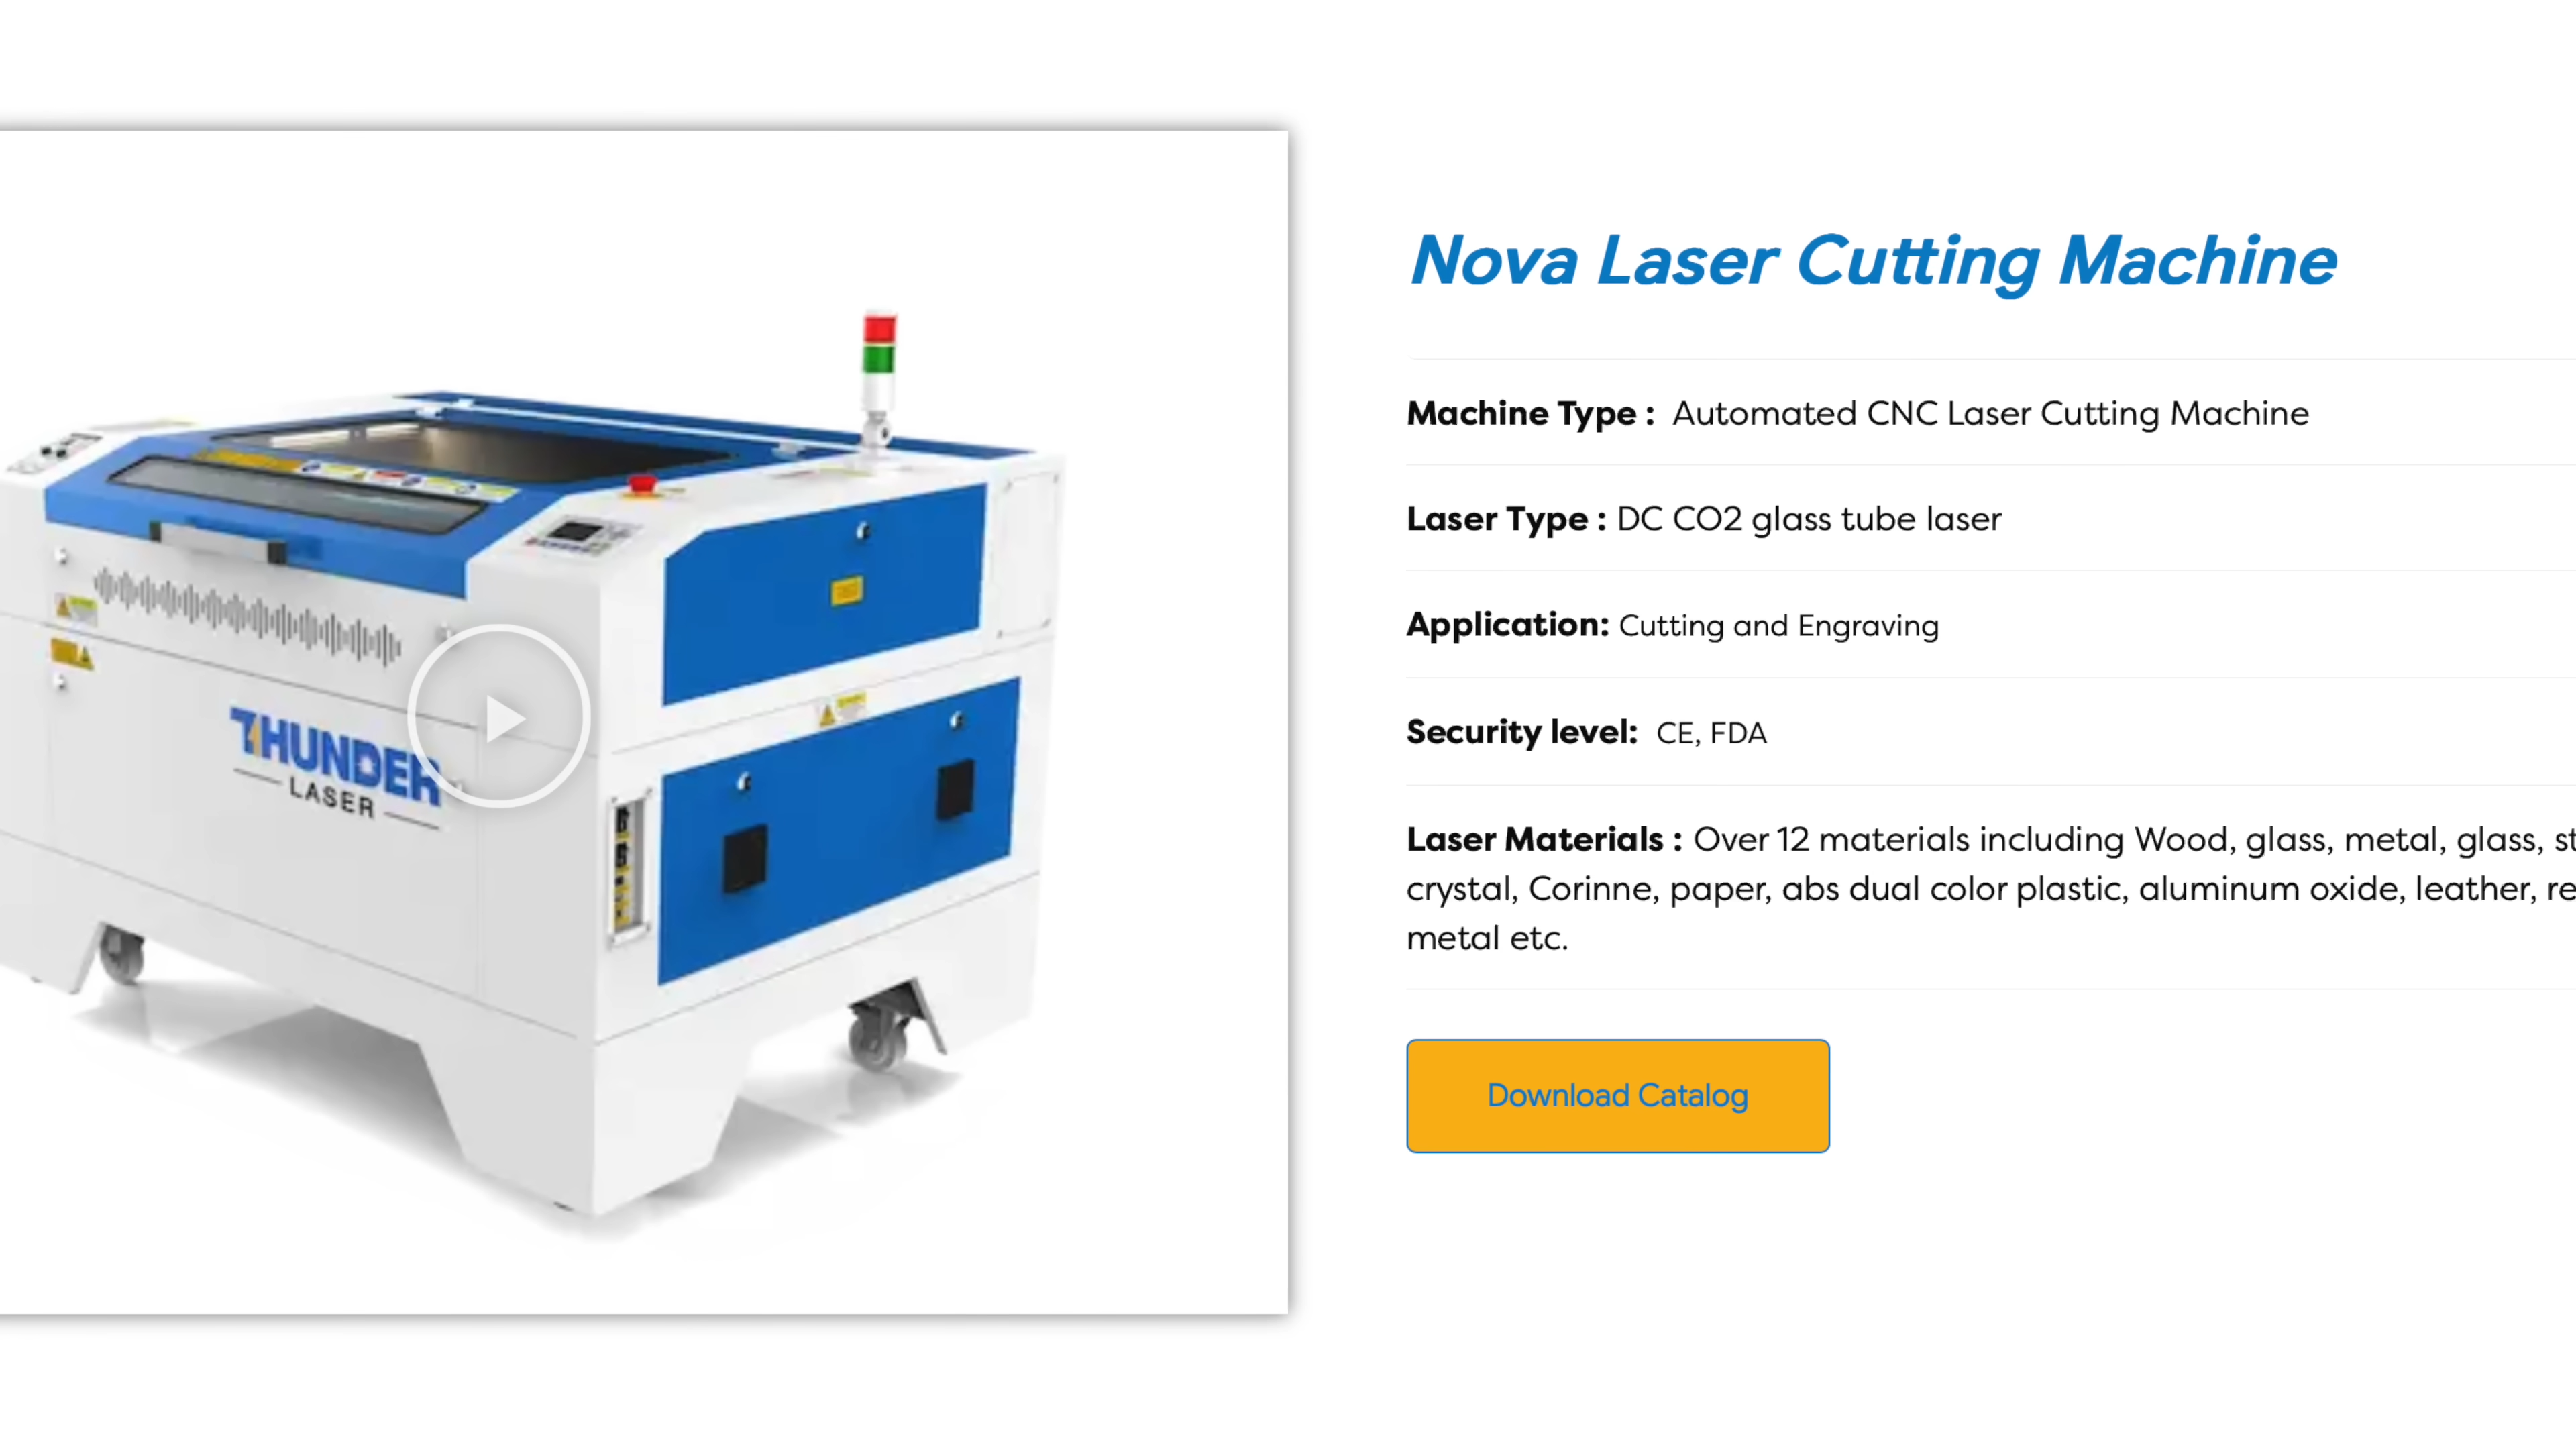 THUNDER
LASER
Nova Laser Cutting Machine
Machine Type : Automated CNC Laser Cutting Machine
Laser Type : DC CO2 glass tube laser
Application: Cutting and Engraving
Security level: CE, FDA
Laser Materials : Over 12 materials including Wood, glass, metal, glass, st
crystal, Corinne, paper, abs dual color plastic, aluminum oxide, leather, re
metal etc.
Download Catalog